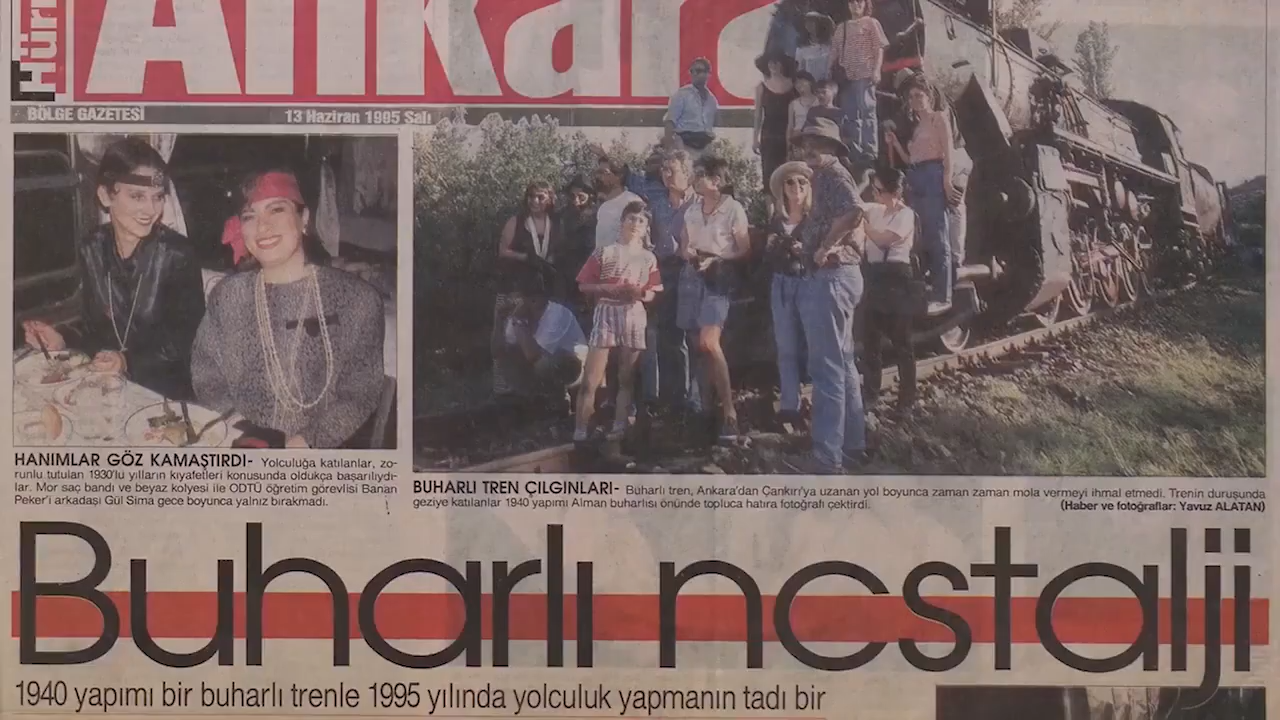 Hür
Ankara
BÖLGE GAZETESİ
13 Haziran 1995 Salı
HANIMLAR GÖZ KAMAŞTIRDI- Yolculuğa katılanlar, zo-
runlu tutulan 1930'lu yılların kıyafetleri konusunda oldukça başarılıydı-
lar. Mor saç bandı ve beyaz kolyesi ile ODTÜ öğretim görevlisi Banan
Peker'i arkadaşı Gül Sima gece boyunca yalnız bırakmadı.
BUHARLI TREN ÇILGINLARI- Buharlı tren, Ankara'dan Çankırı'ya uzanan yol boyunca zaman zaman mola vermeyi ihmal etmedi. Trenin duruşunda
geziye katılanlar 1940 yapımı Alman buharlısı önünde topluca hatıra fotoğrafı çektirdi. (Haber ve fotoğraflar: Yavuz ALATAN)
Buharlı nostalji
1940 yapımı bir buharlı trenle 1995 yılında yolculuk yapmanın tadı bir